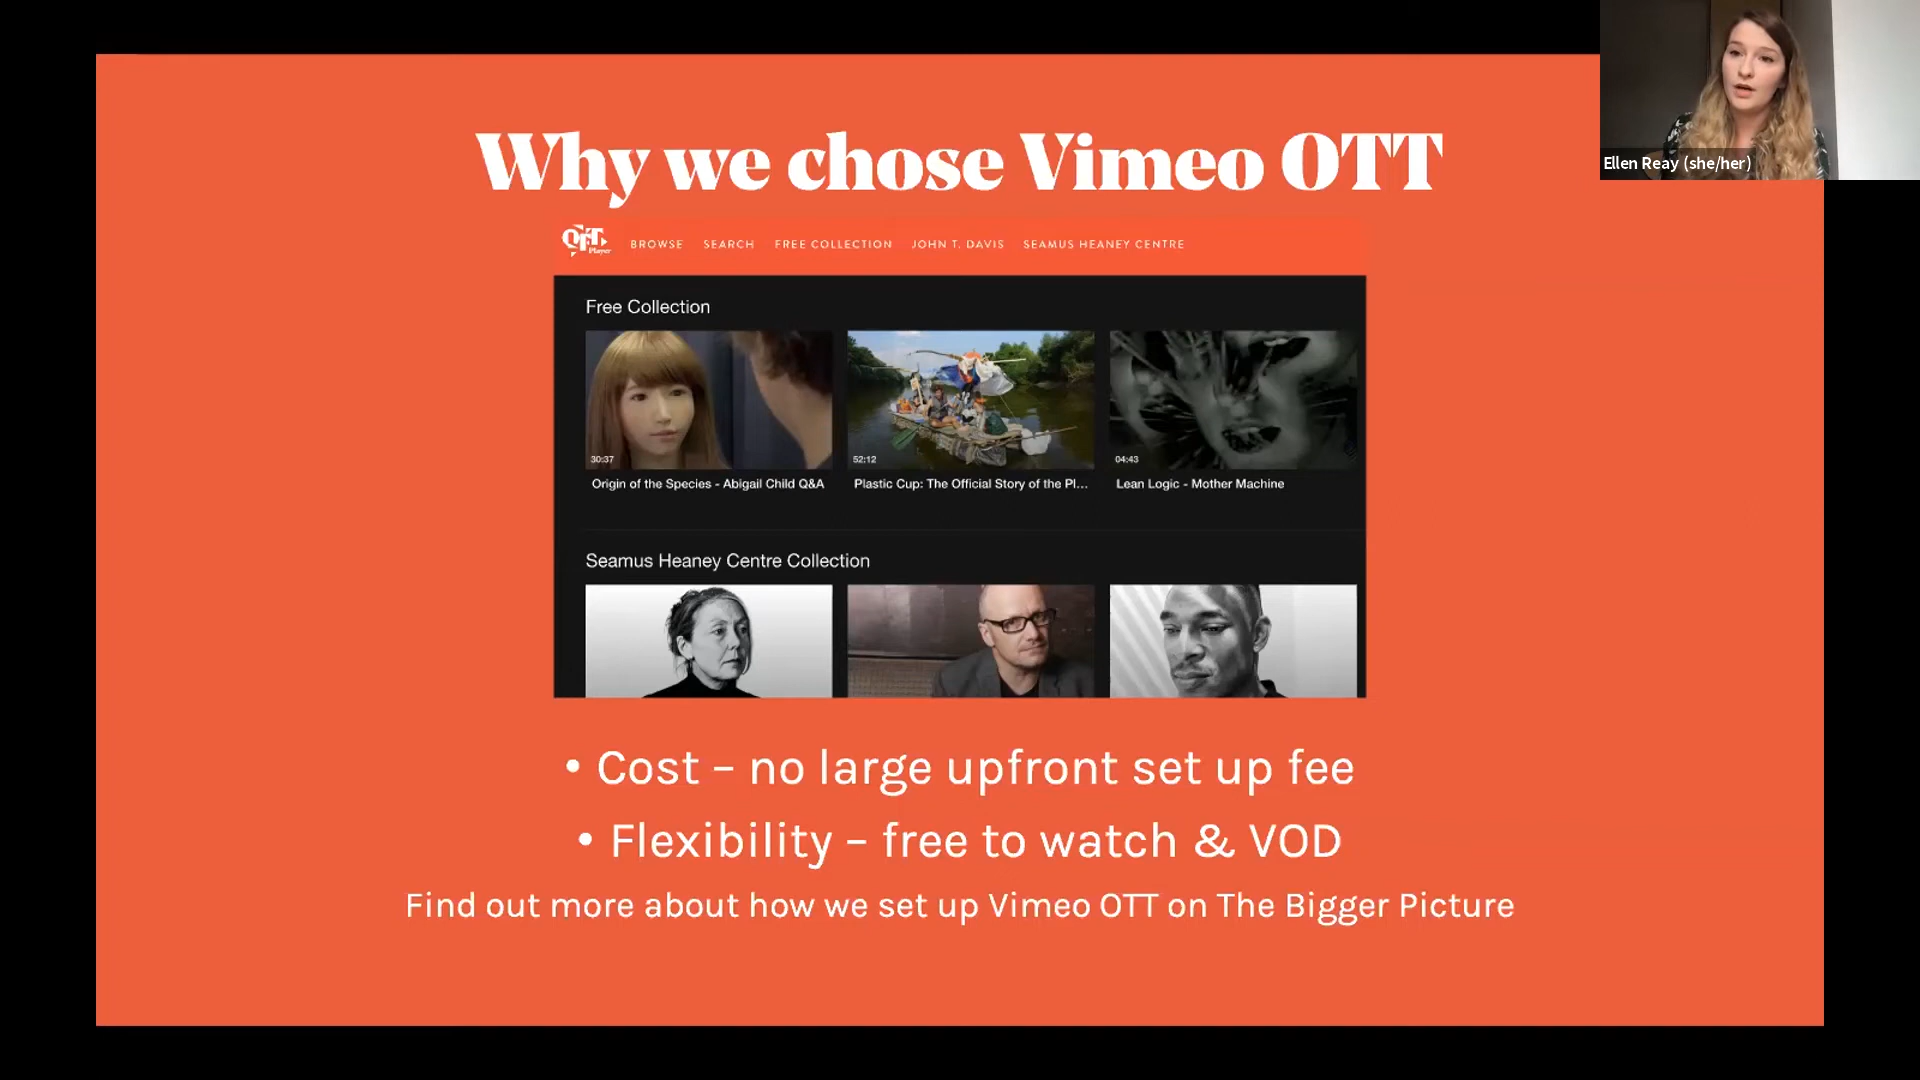 Why we chose Vimeo OTT
Ellen Reay (she/her)
QFT Player BROWSE SEARCH FREE COLLECTION JOHN T. DAVIS SEAMUS HEANEY CENTRE
Free Collection
30:37 52:12 04:43
Origin of the Species - Abigail Child Q&A Plastic Cup: The Official Story of the Pl... Lean Logic - Mother Machine
Seamus Heaney Centre Collection
• Cost – no large upfront set up fee
• Flexibility – free to watch & VOD
Find out more about how we set up Vimeo OTT on The Bigger Picture